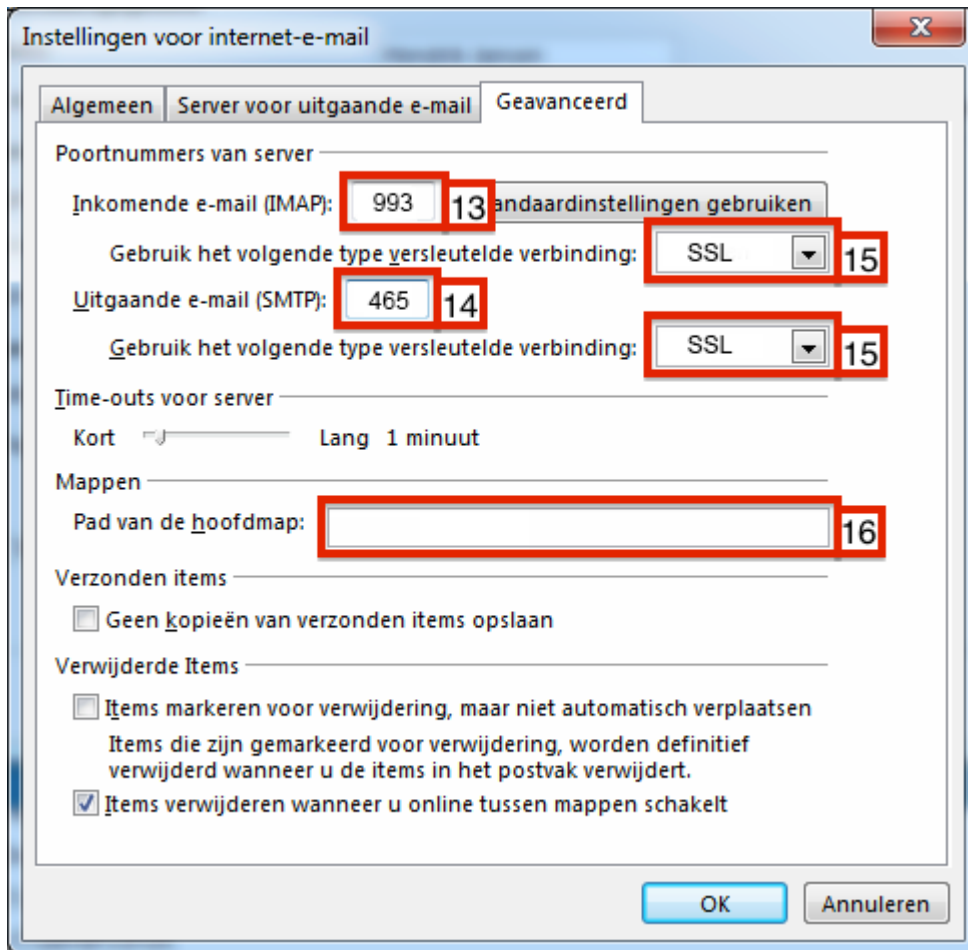 Instellingen voor internet-e-mail
Algemeen Server voor uitgaande e-mail Geavanceerd
Poortnummers van server
Inkomende e-mail (IMAP): 993 13 andaardinstellingen gebruiken
Gebruik het volgende type versleutelde verbinding: SSL 15
Uitgaande e-mail (SMTP): 465 14
Gebruik het volgende type versleutelde verbinding: SSL 15
Time-outs voor server
Kort Lang 1 minuut
Mappen
Pad van de hoofdmap: 16
Verzonden items
Geen kopieën van verzonden items opslaan
Verwijderde Items
Items markeren voor verwijdering, maar niet automatisch verplaatsen
Items die zijn gemarkeerd voor verwijdering, worden definitief
verwijderd wanneer u de items in het postvak verwijdert.
Items verwijderen wanneer u online tussen mappen schakelt
OK Annuleren